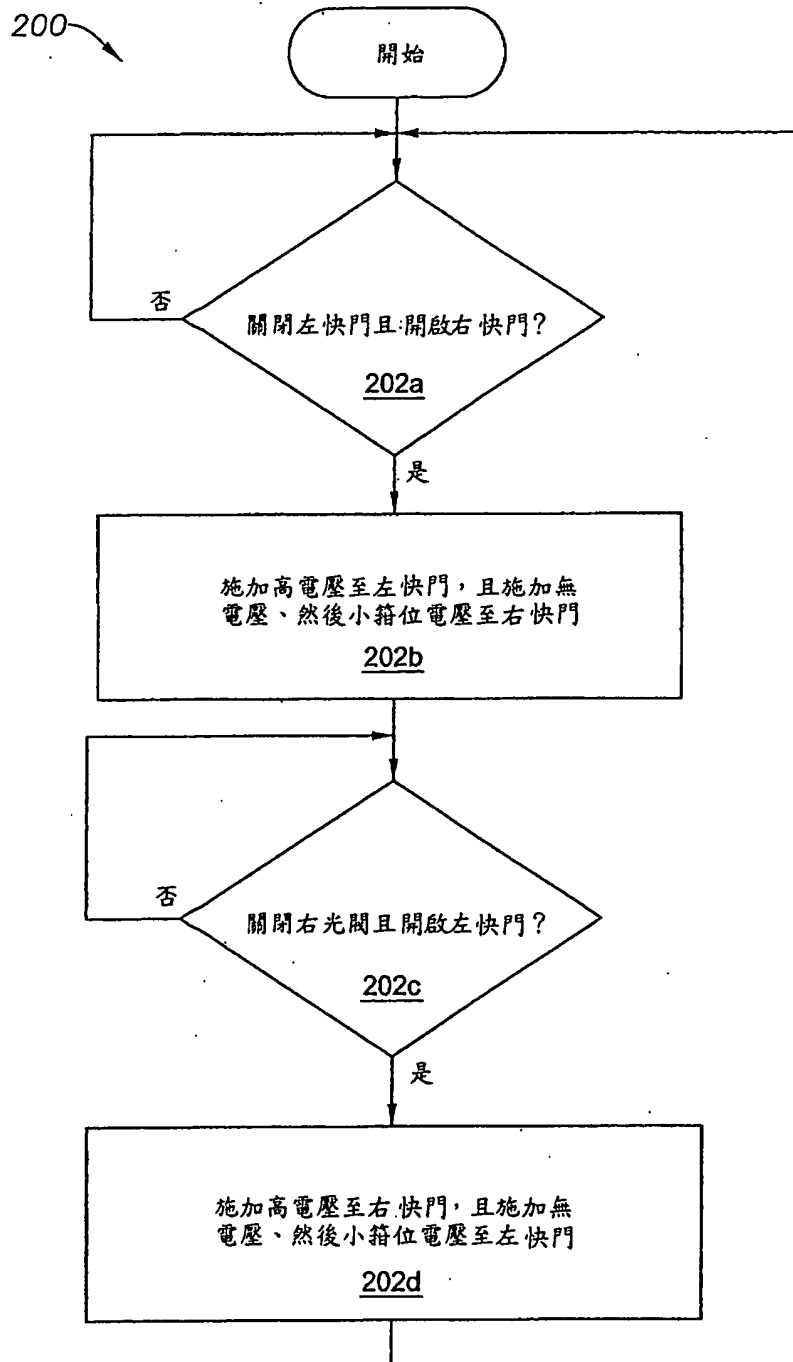 200
開始
否
關閉左快門且開啟右快門?
202a
是
施加高電壓至左快門,且施加無
電壓、然後小箝位電壓至右快門
202b
否
關閉右光閥且開啟左快門?
202c
是
施加高電壓至右快門,且施加無
電壓、然後小箝位電壓至左快門
202d